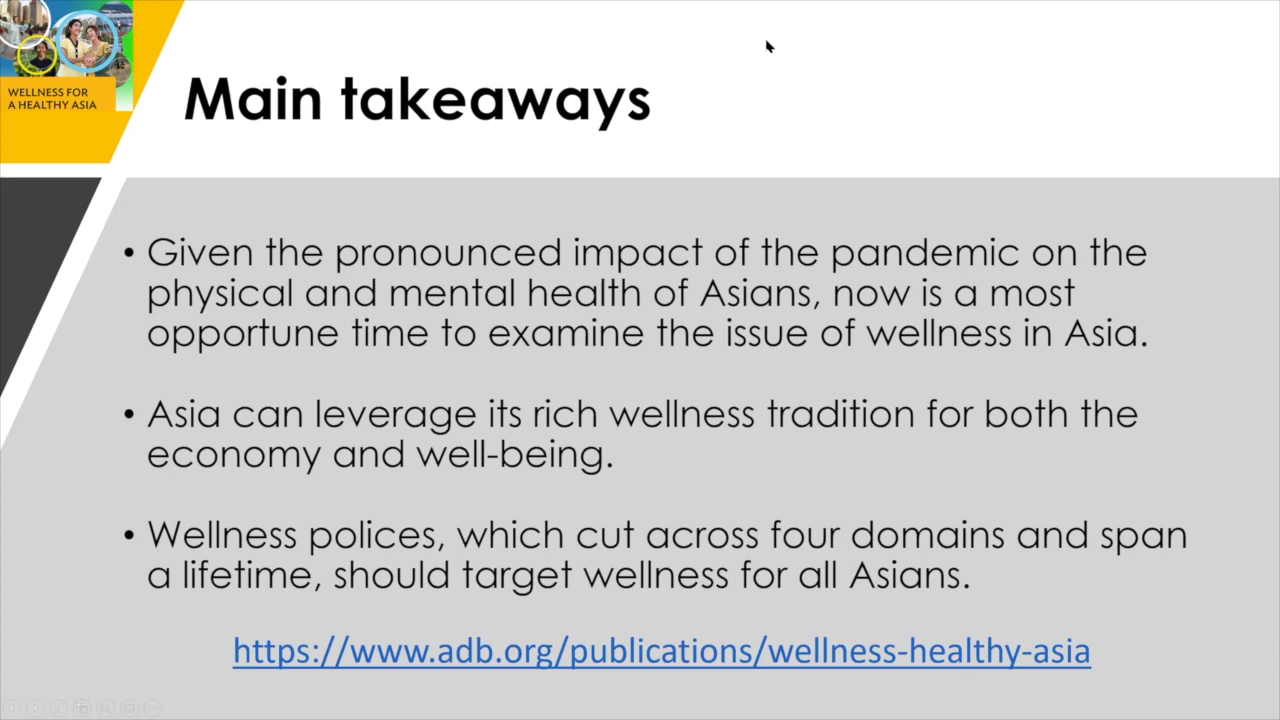 WELLNESS FOR
A HEALTHY ASIA
Main takeaways
• Given the pronounced impact of the pandemic on the
physical and mental health of Asians, now is a most
opportune time to examine the issue of wellness in Asia.
• Asia can leverage its rich wellness tradition for both the
economy and well-being.
• Wellness polices, which cut across four domains and span
a lifetime, should target wellness for all Asians.
https://www.adb.org/publications/wellness-healthy-asia